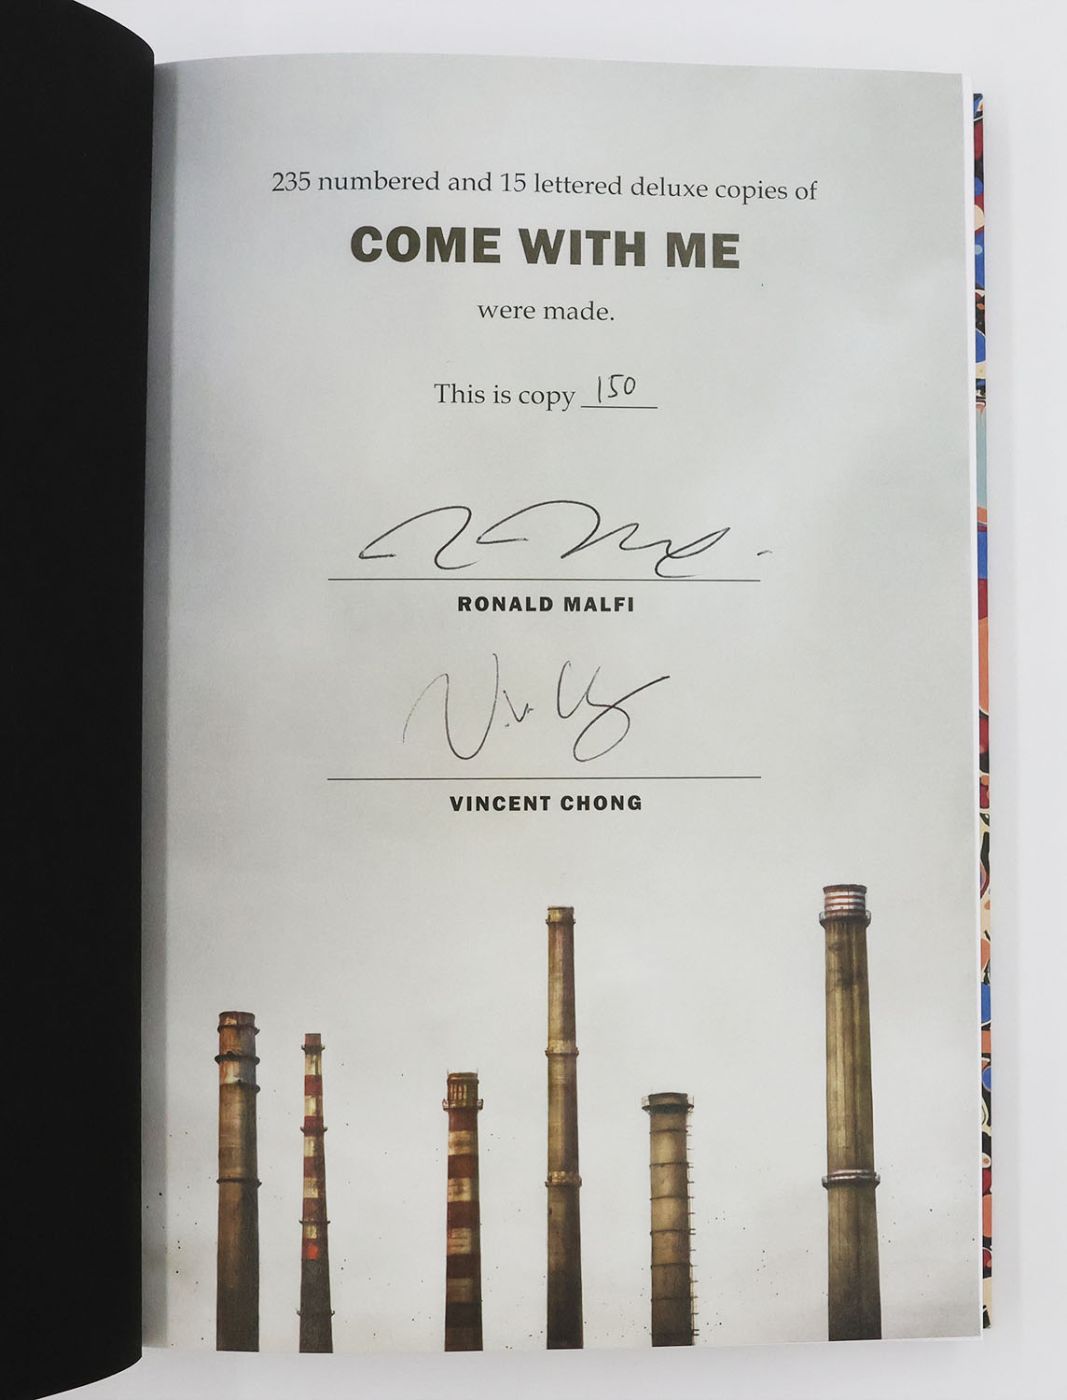 235 numbered and 15 lettered deluxe copies of
COME WITH ME
were made.
This is copy 150
RONALD MALFI
VINCENT CHONG